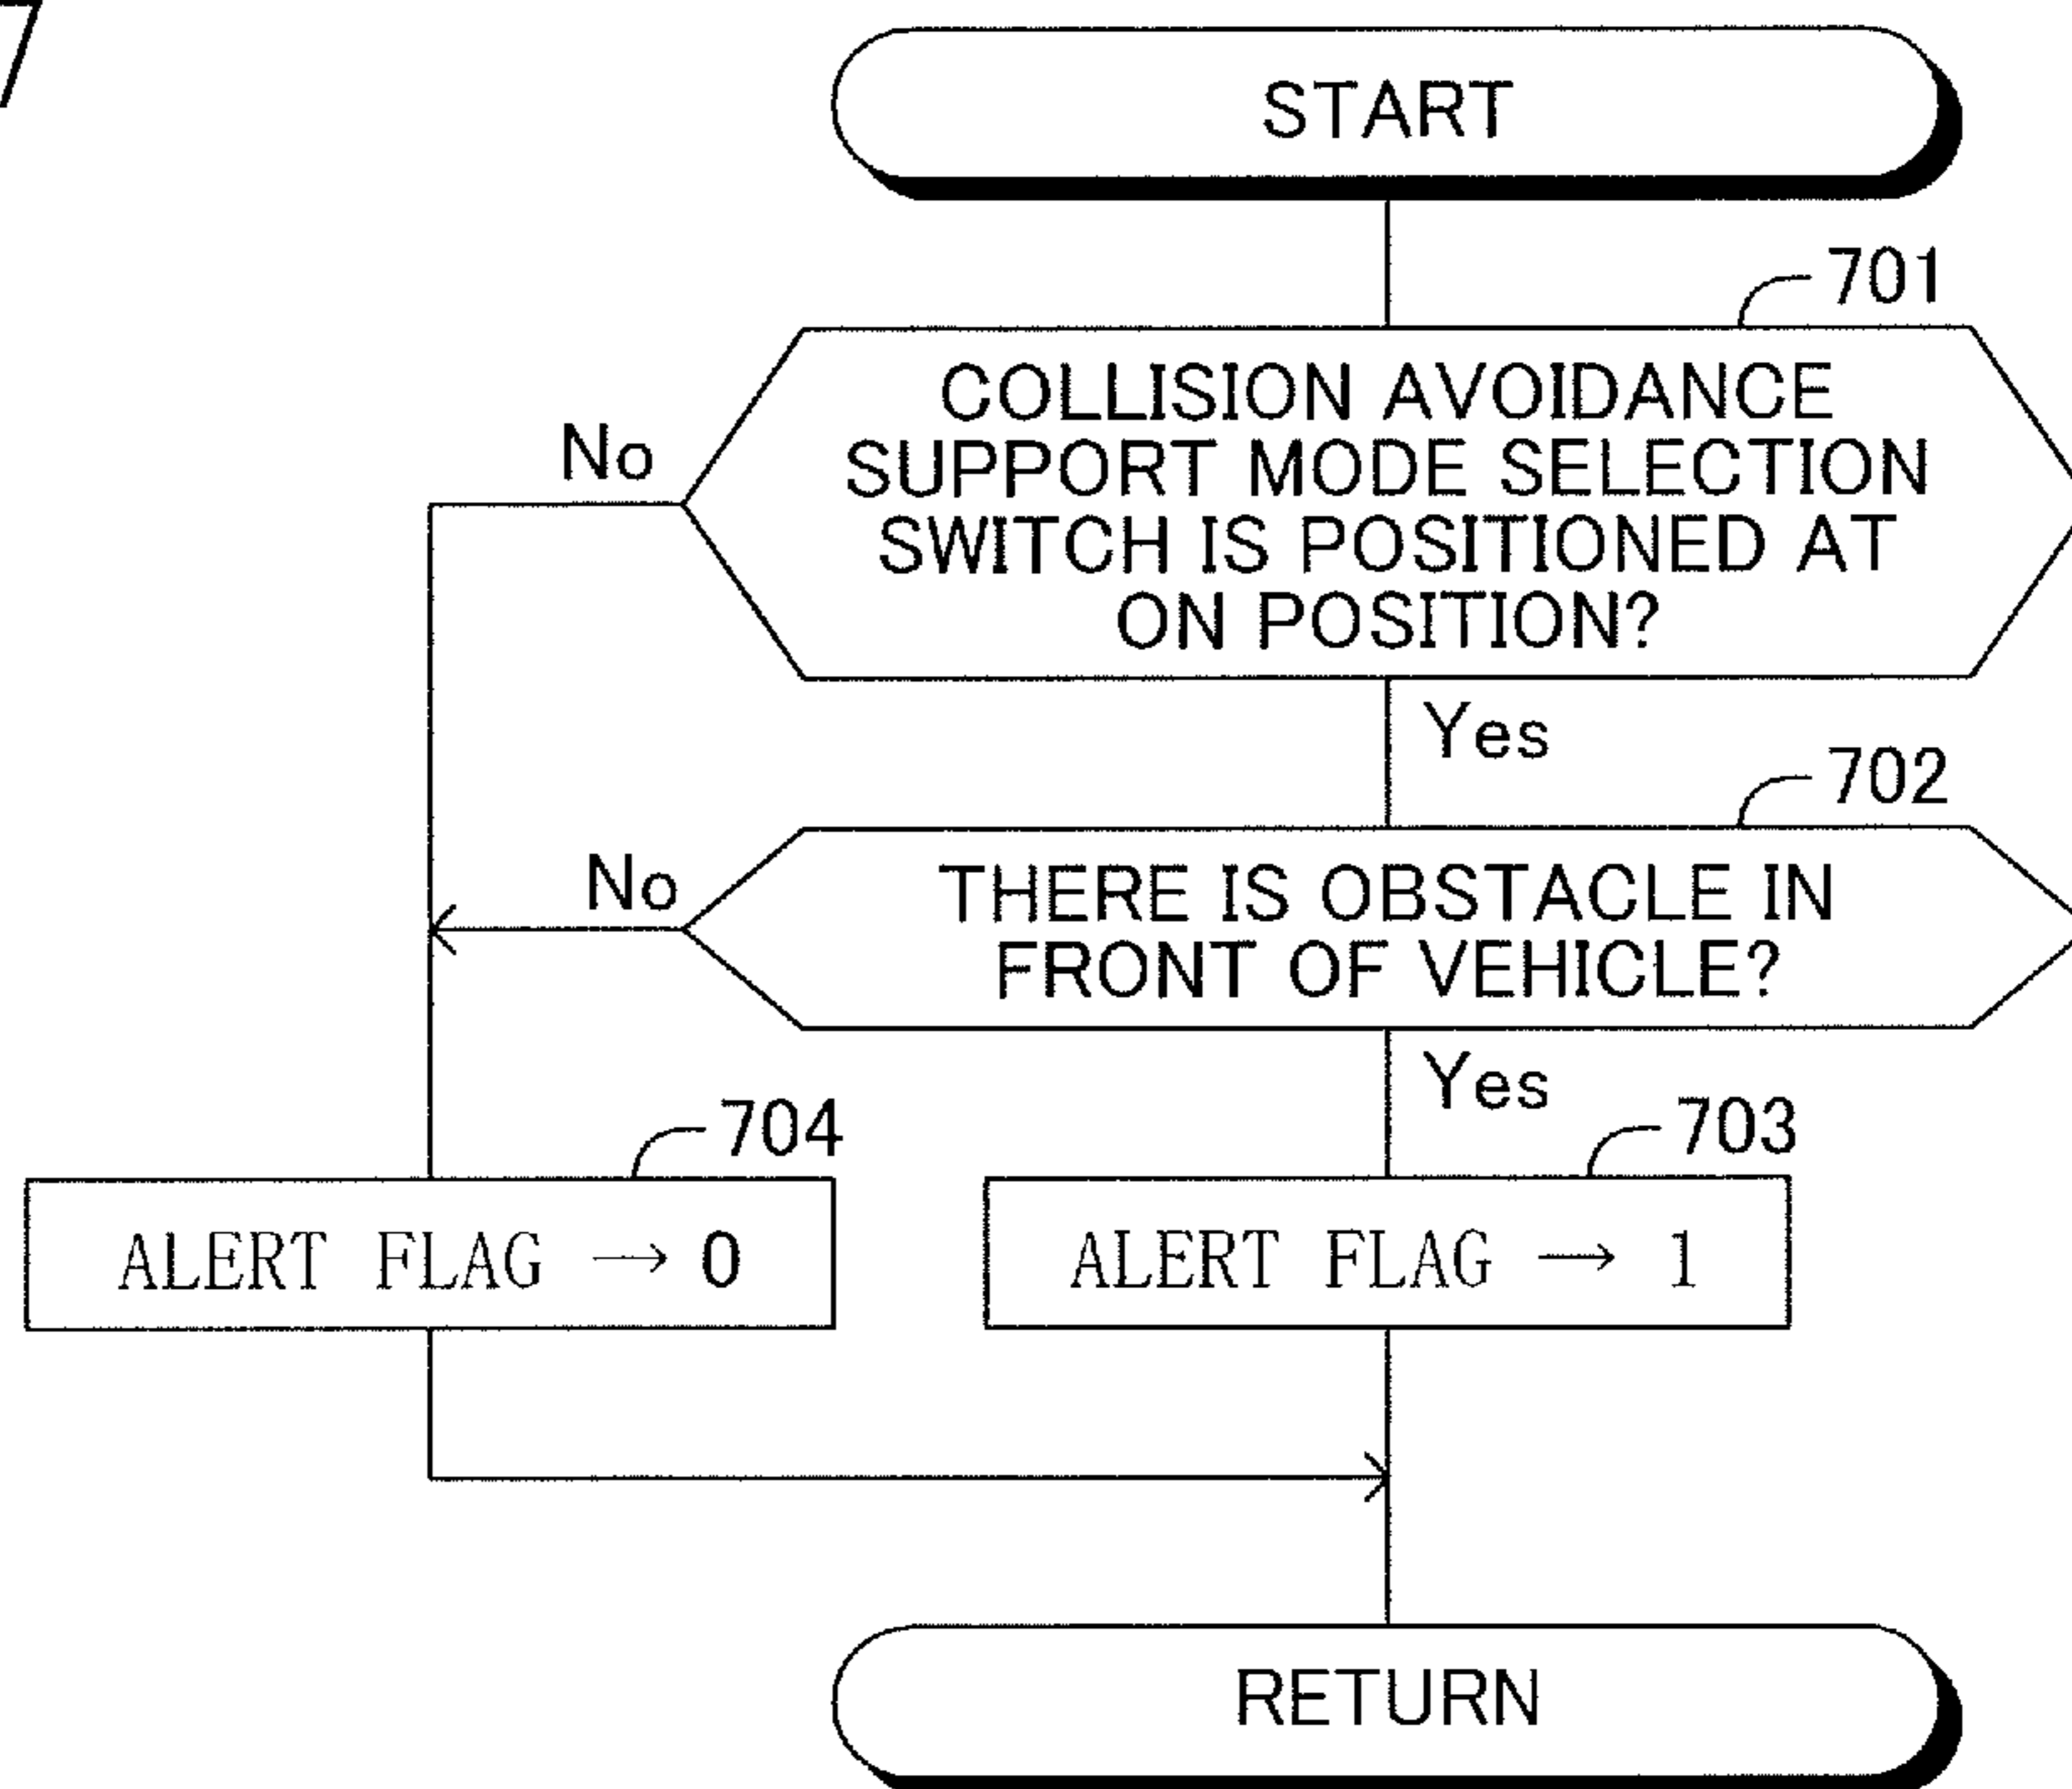 7
START
701
COLLISION AVOIDANCE
SUPPORT MODE SELECTION
SWITCH IS POSITIONED AT
ON POSITION?
No
Yes
702
THERE IS OBSTACLE IN
FRONT OF VEHICLE?
No
Yes
704
703
ALERT FLAG → 0
ALERT FLAG → 1
RETURN